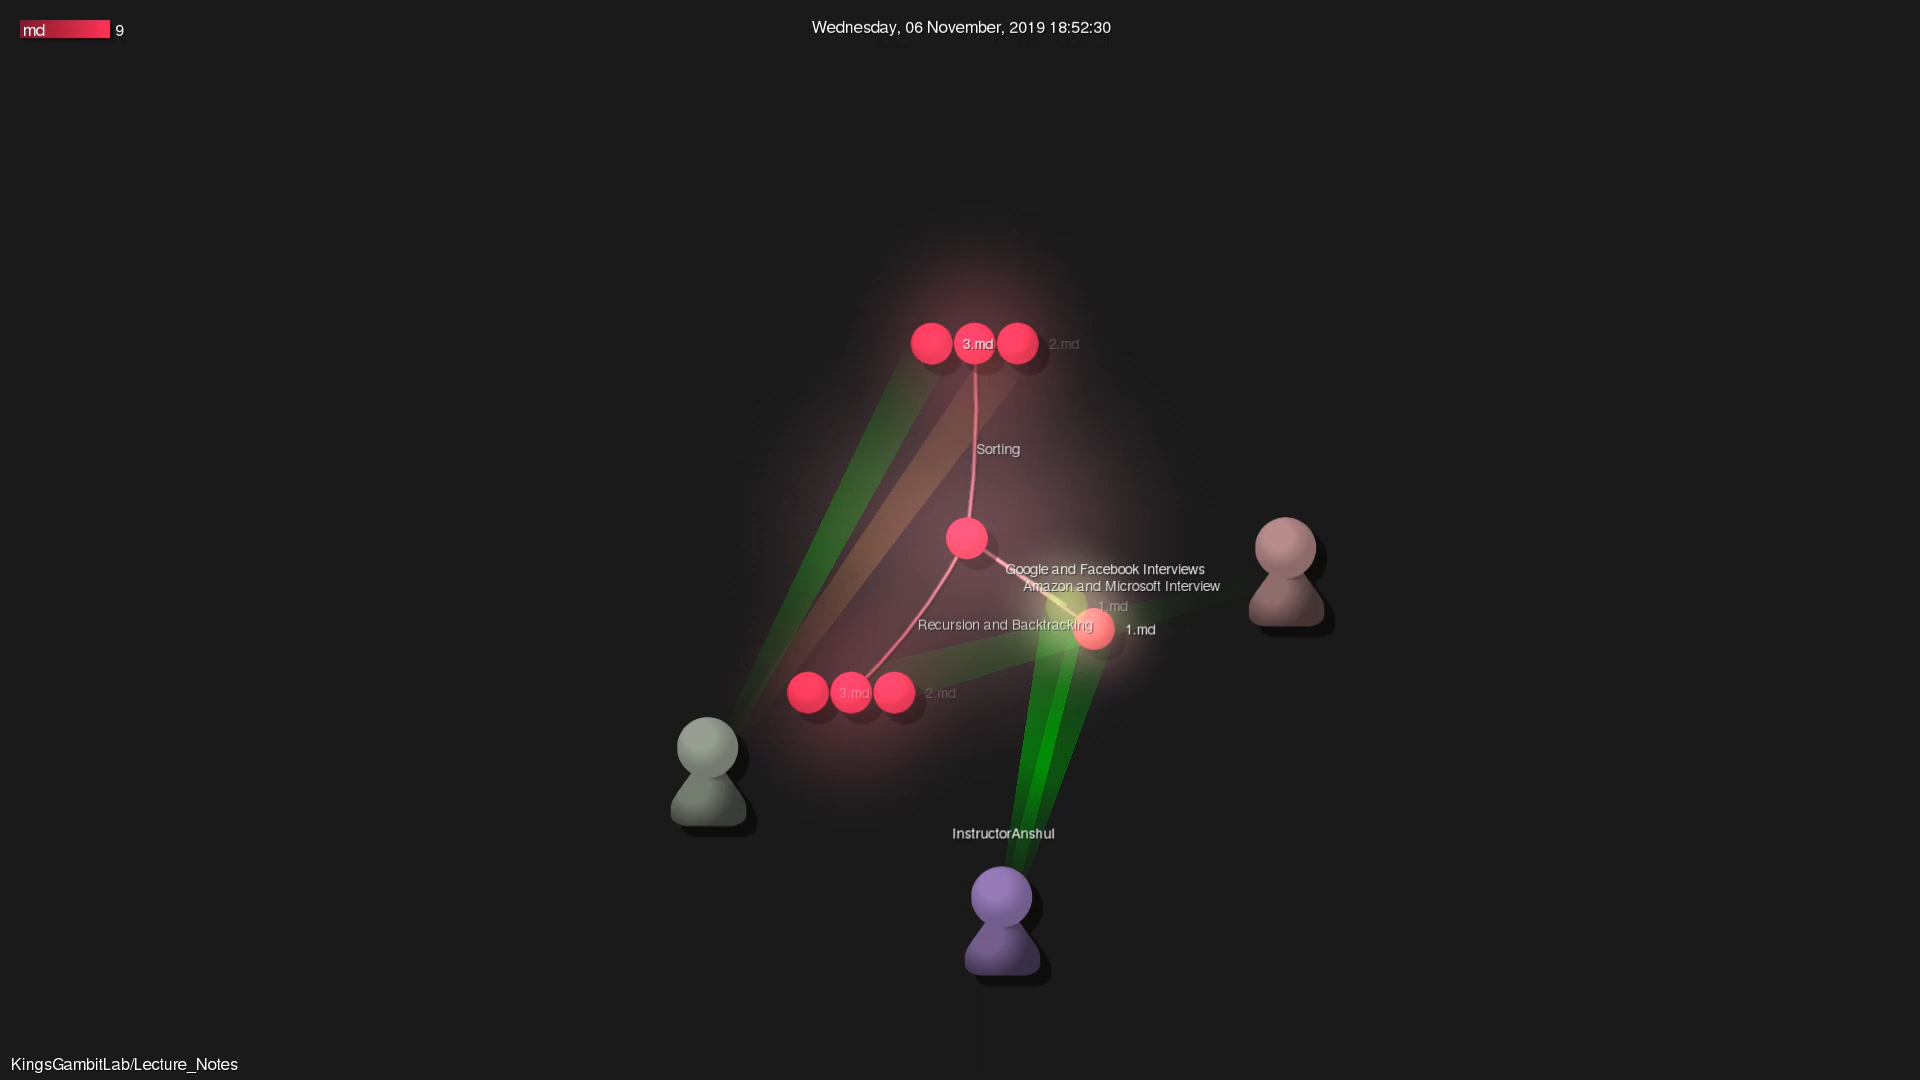 md 9
Wednesday, 06 November, 2019 18:52:30
3.md 2.md
Sorting
Google and Facebook Interviews
Amazon and Microsoft Interview
1.md
Recursion and Backtracking
1.md
3.md 2.md
InstructorAnshul
KingsGambitLab/Lecture_Notes